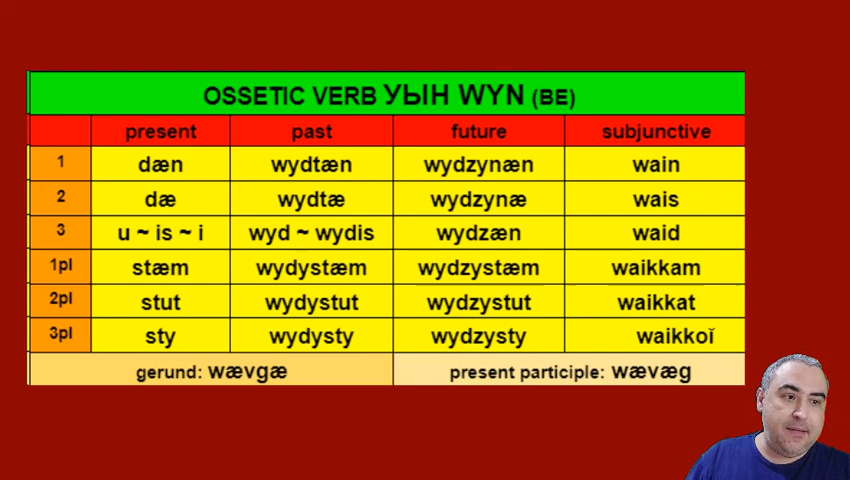 OSSETIC VERB УЫН WYN (BE)
present past future subjunctive
1 dæn wydtæn wydzynæn wain
2 dæ wydtæ wydzynæ wais
3 u ~ is ~ i wyd ~ wydis wydzæn waid
1pl stæm wydystæm wydzystæm waikkam
2pl stut wydystut wydzystut waikkat
3pl sty wydysty wydzysty waikkoĭ
gerund: wævgæ present participle: wævæg